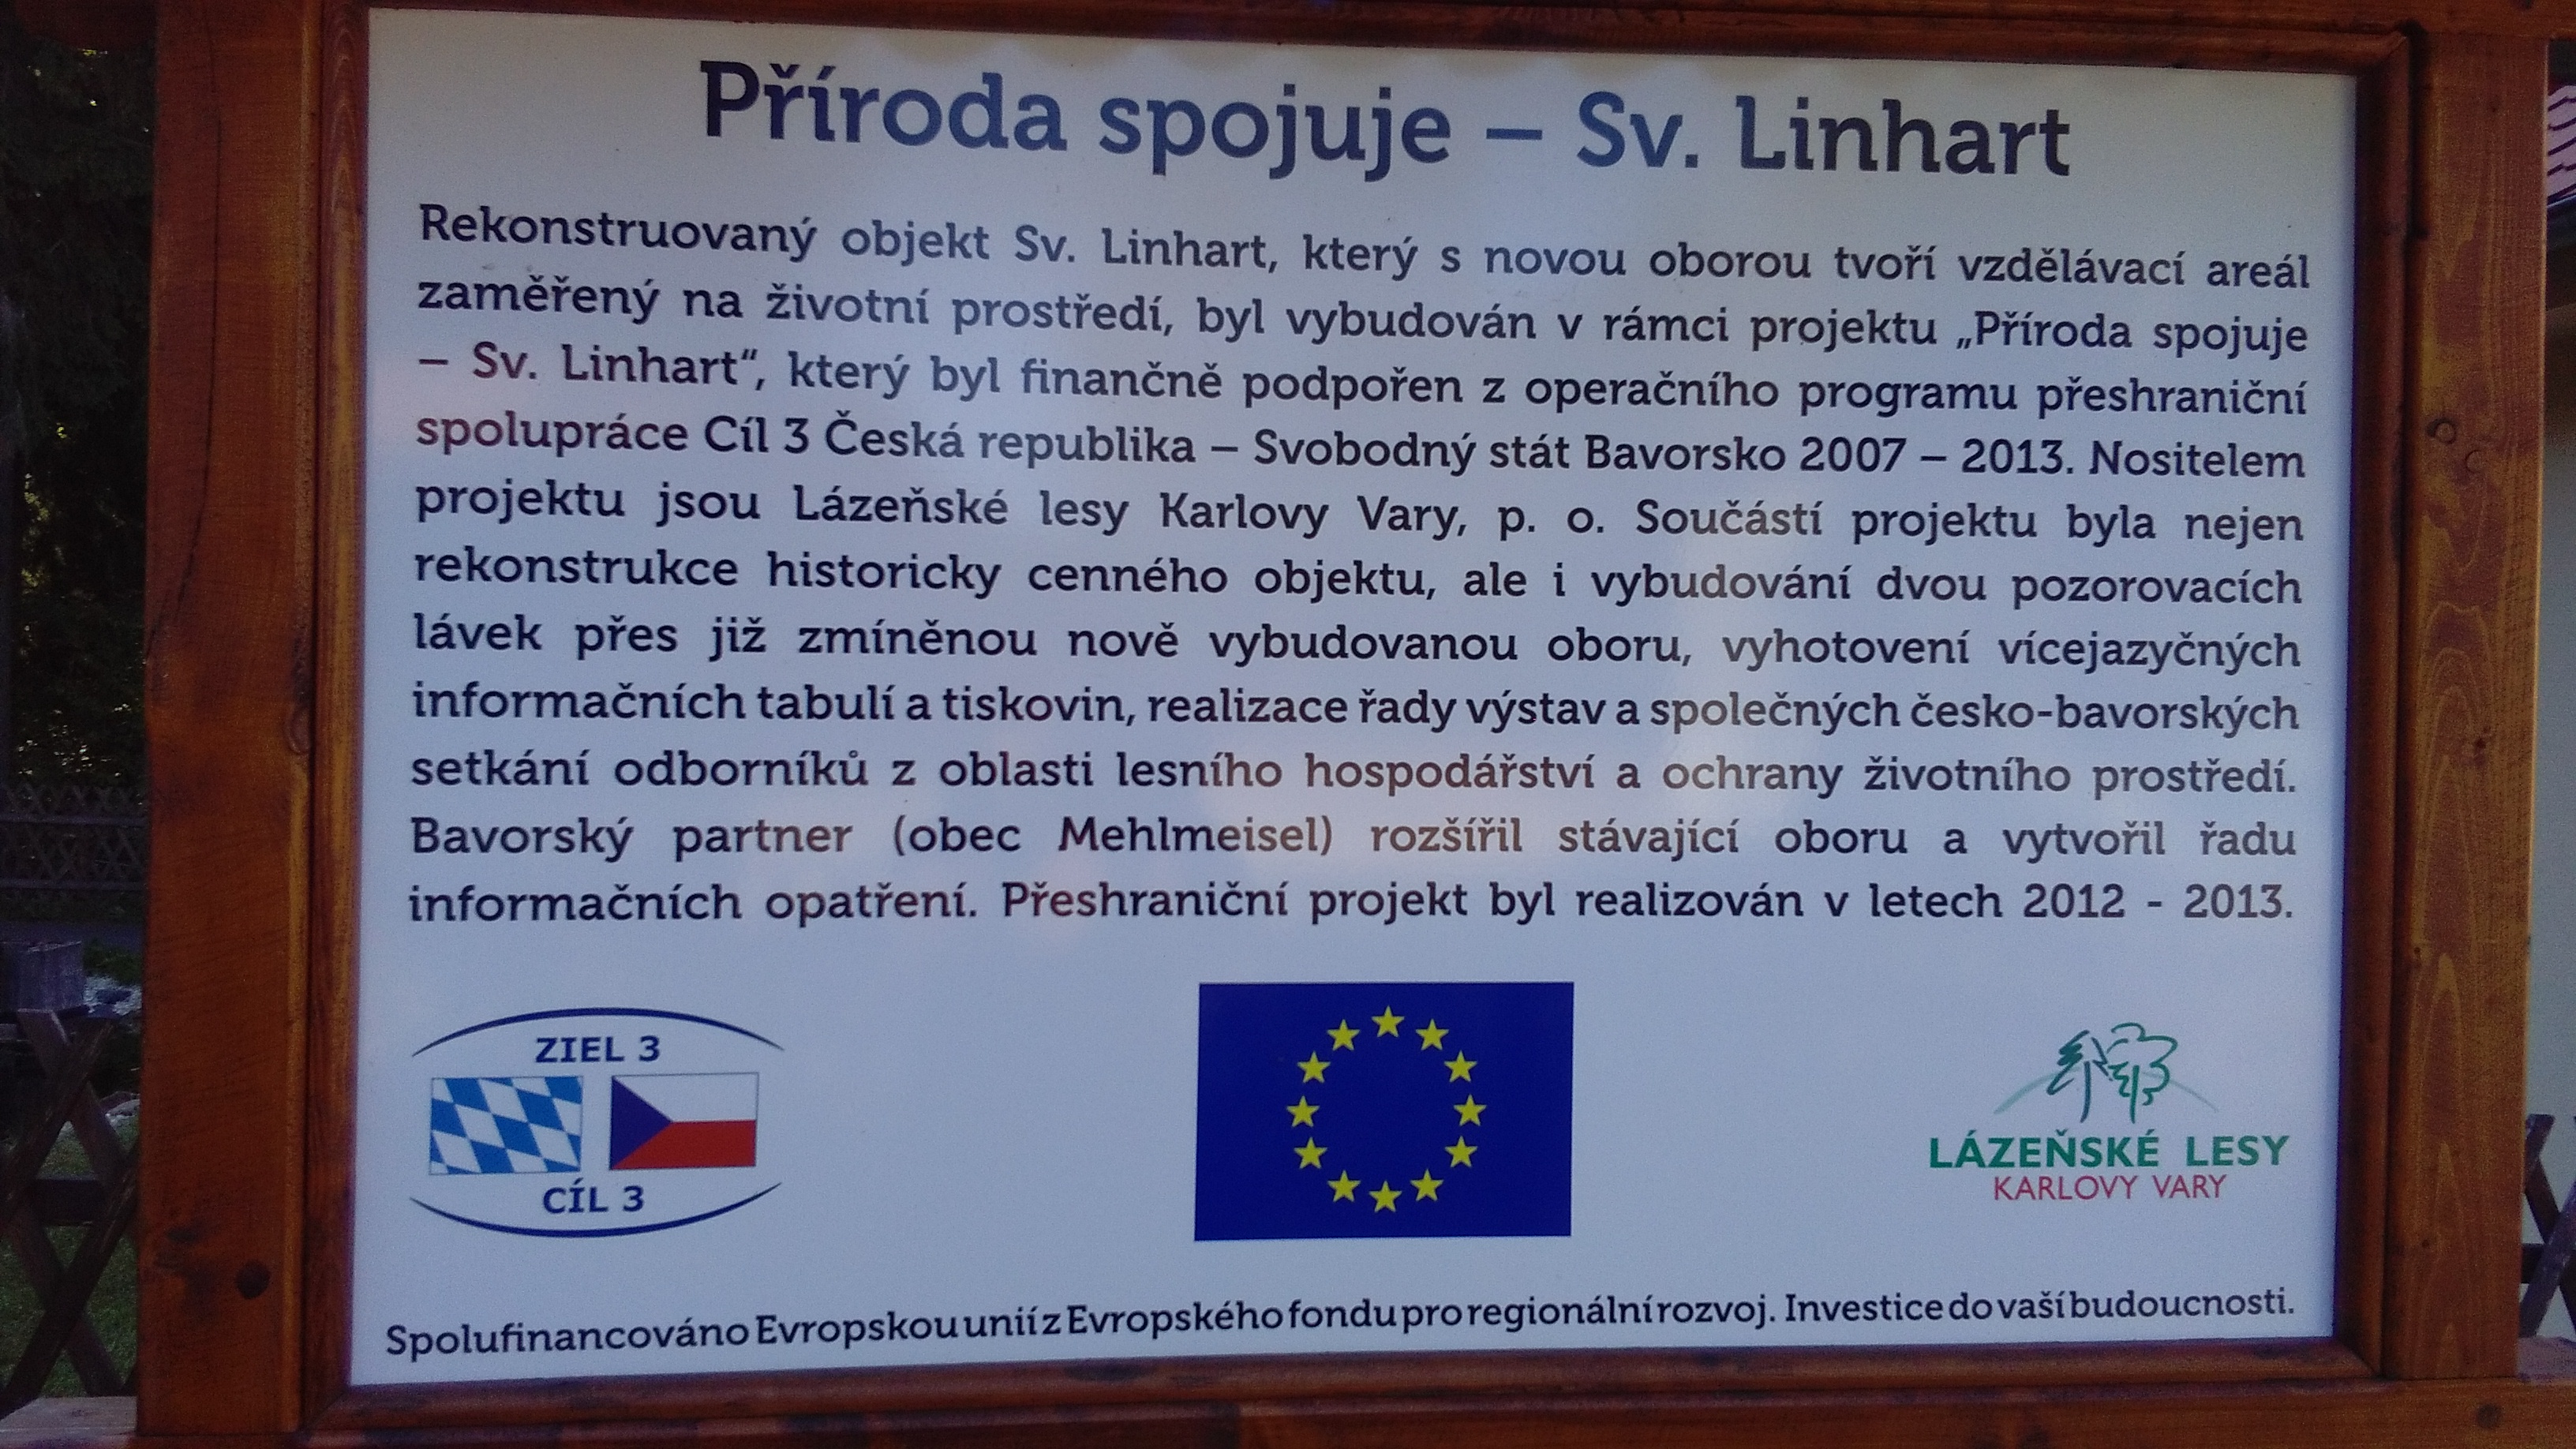 Příroda spojuje – Sv. Linhart
Rekonstruovaný objekt Sv. Linhart, který s novou oborou tvoří vzdělávací areál
zaměřený na životní prostředí, byl vybudován v rámci projektu „Příroda spojuje
– Sv. Linhart“, který byl finančně podpořen z operačního programu přeshraniční
spolupráce Cíl 3 Česká republika – Svobodný stát Bavorsko 2007 – 2013. Nositelem
projektu jsou Lázeňské lesy Karlovy Vary, p. o. Součástí projektu byla nejen
rekonstrukce historicky cenného objektu, ale i vybudování dvou pozorovacích
lávek přes již zmíněnou nově vybudovanou oboru, vyhotovení vícejazyčných
informačních tabulí a tiskovin, realizace řady výstav a společných česko-bavorských
setkání odborníků z oblasti lesního hospodářství a ochrany životního prostředí.
Bavorský partner (obec Mehlmeisel) rozšířil stávající oboru a vytvořil řadu
informačních opatření. Přeshraniční projekt byl realizován v letech 2012 - 2013.
ZIEL 3
CÍL 3
LÁZEŇSKÉ LESY
KARLOVY VARY
Spolufinancováno Evropskou unií z Evropského fondu pro regionální rozvoj. Investice do vaší budoucnosti.